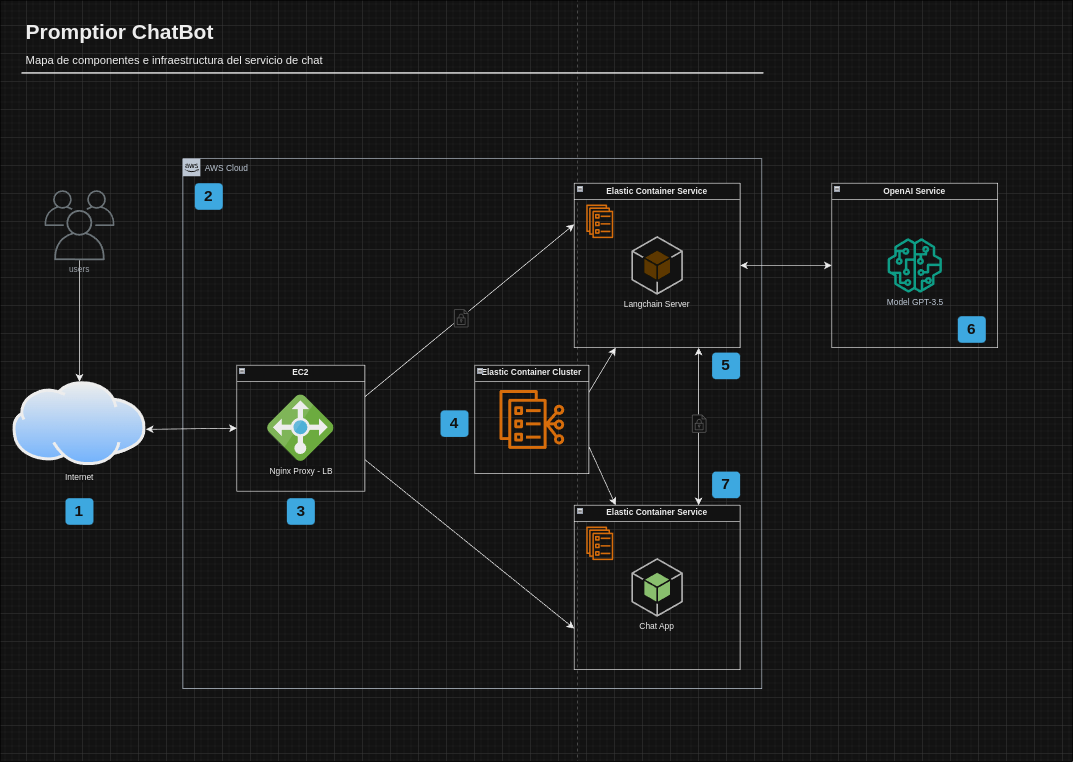 Promptior ChatBot
Mapa de componentes e infraestructura del servicio de chat
aws
AWS Cloud
2
users
Internet
1
EC2
Nginx Proxy - LB
3
Elastic Container Service
Langchain Server
5
OpenAI Service
Model GPT-3.5
6
Elastic Container Cluster
4
7
Elastic Container Service
Chat App